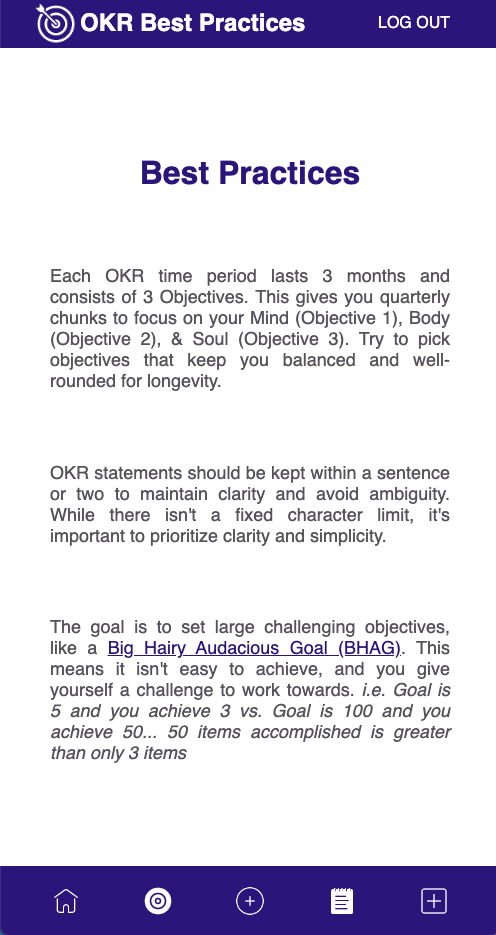 OKR Best Practices
LOG OUT
Best Practices
Each OKR time period lasts 3 months and
consists of 3 Objectives. This gives you quarterly
chunks to focus on your Mind (Objective 1), Body
(Objective 2), & Soul (Objective 3). Try to pick
objectives that keep you balanced and well-
rounded for longevity.
OKR statements should be kept within a sentence
or two to maintain clarity and avoid ambiguity.
While there isn't a fixed character limit, it's
important to prioritize clarity and simplicity.
The goal is to set large challenging objectives,
like a Big Hairy Audacious Goal (BHAG). This
means it isn't easy to achieve, and you give
yourself a challenge to work towards. i.e. Goal is
5 and you achieve 3 vs. Goal is 100 and you
achieve 50... 50 items accomplished is greater
than only 3 items